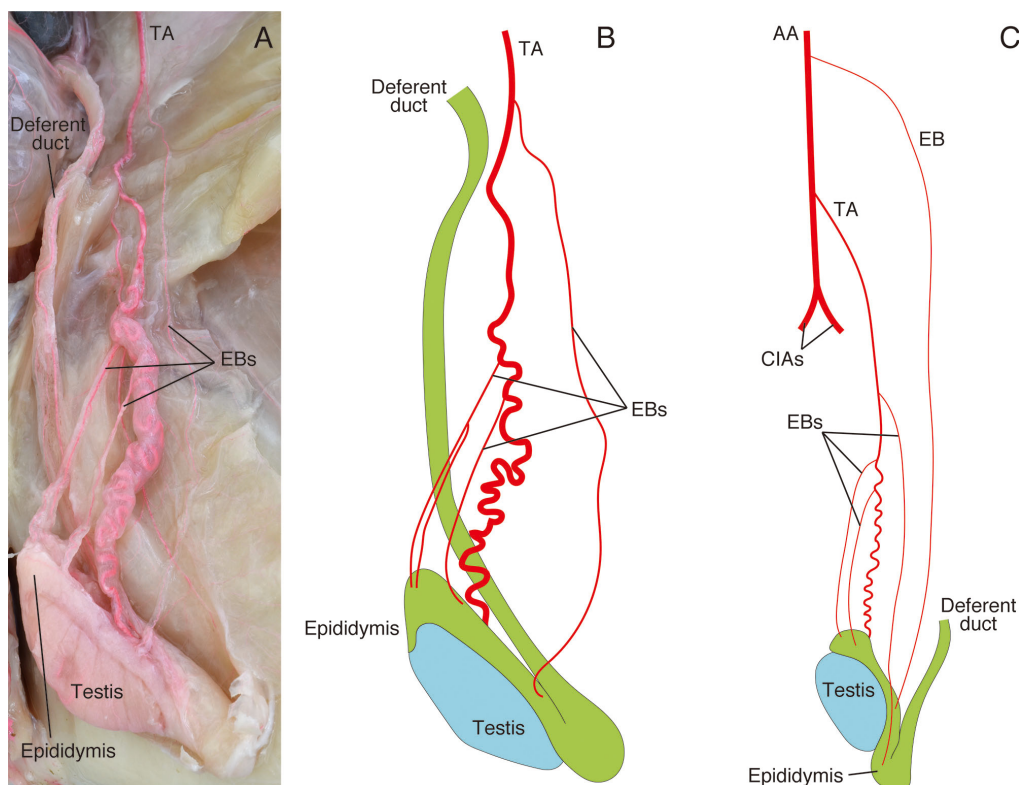 A
TA
Deferent
duct
EBs
Testis
Epididymis
B
TA
Deferent
duct
EBs
Epididymis
Testis
C
AA
EB
TA
CIAs
EBs
Deferent
duct
Testis
Epididymis